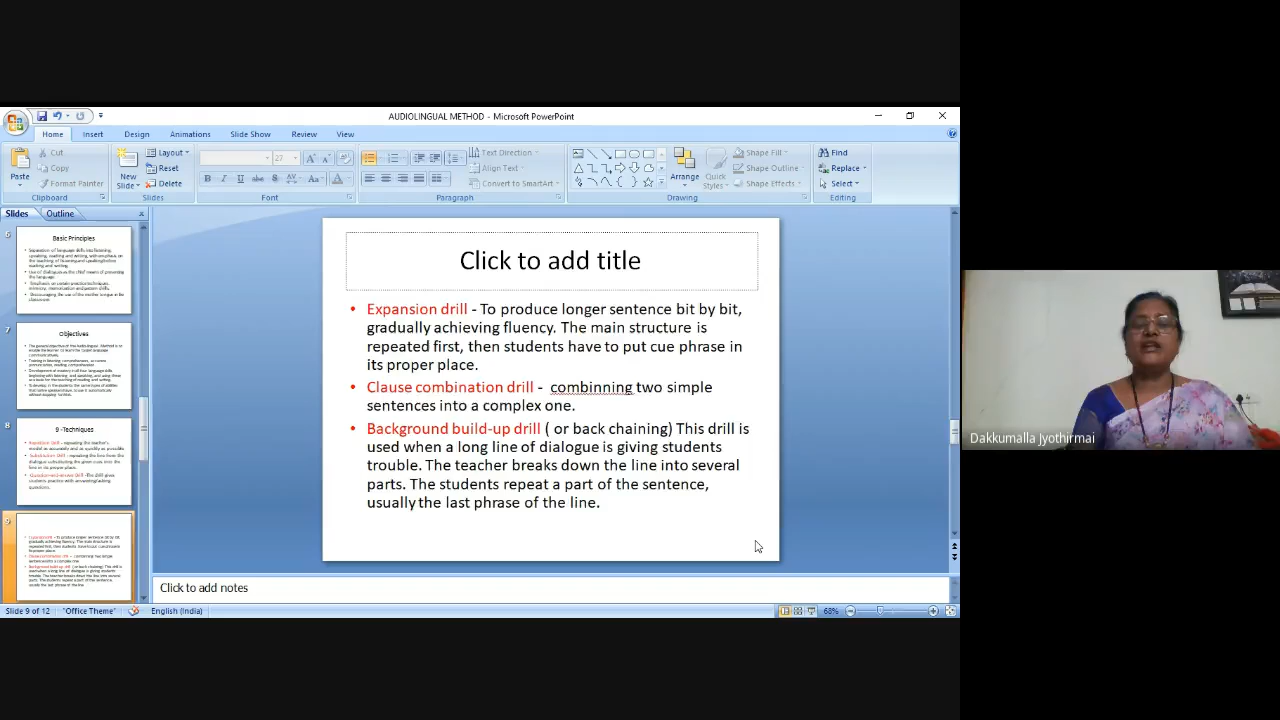 AUDIOLINGUAL METHOD - Microsoft PowerPoint
Home Insert Design Animations Slide Show Review View
Paste
Cut
Copy
Format Painter
Clipboard
New Slide
Layout
Reset
Delete
Slides
27
Font
Text Direction
Align Text
Convert to SmartArt
Paragraph
Arrange
Quick Styles
Shape Fill
Shape Outline
Shape Effects
Drawing
Find
Replace
Select
Editing
Slides Outline
6
Basic Principles
7
Objectives
8
9 -Techniques
9
Click to add title
• Expansion drill - To produce longer sentence bit by bit,
gradually achieving fluency. The main structure is
repeated first, then students have to put cue phrase in
its proper place.
• Clause combination drill - combinning two simple
sentences into a complex one.
• Background build-up drill ( or back chaining) This drill is
used when a long line of dialogue is giving students
trouble. The teacher breaks down the line into several
parts. The students repeat a part of the sentence,
usually the last phrase of the line.
Click to add notes
Slide 9 of 12 "Office Theme" English (India) 68%
Dakkumalla Jyothirmai